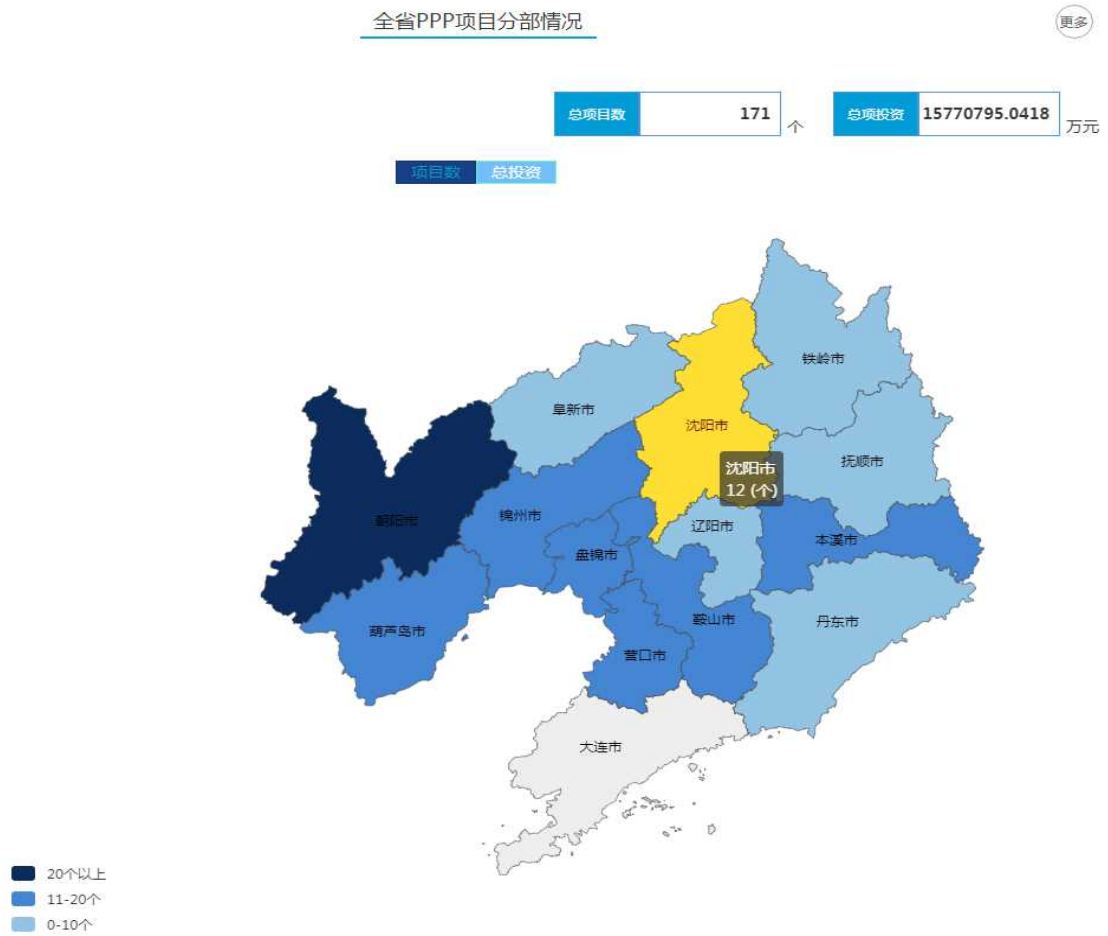 全省PPP项目分部情况
更多
总项目数 171 个
总项投资 15770795.0418 万元
项目数 总投资
铁岭市
阜新市
沈阳市
抚顺市
沈阳市
12 (个)
朝阳市
锦州市
辽阳市
本溪市
盘锦市
葫芦岛市
鞍山市
丹东市
营口市
大连市
20个以上
11-20个
0-10个